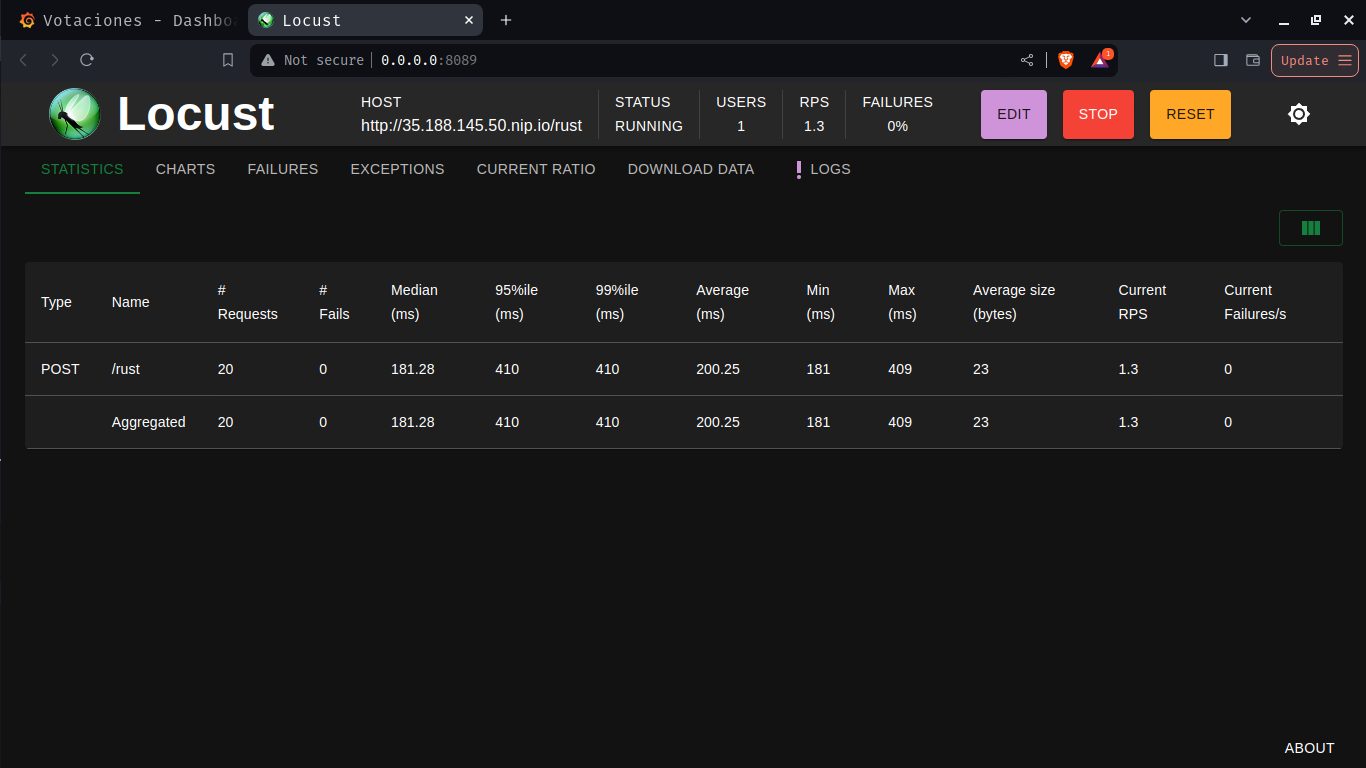 Votaciones - Dashbo
Locust
Not secure
0.0.0.0:8089
1
Update
Locust
HOST
http://35.188.145.50.nip.io/rust
STATUS
RUNNING
USERS
1
RPS
1.3
FAILURES
0%
EDIT
STOP
RESET
STATISTICS
CHARTS
FAILURES
EXCEPTIONS
CURRENT RATIO
DOWNLOAD DATA
LOGS
Type Name # Requests # Fails Median (ms) 95%ile (ms) 99%ile (ms) Average (ms) Min (ms) Max (ms) Average size (bytes) Current RPS Current Failures/s
POST /rust 20 0 181.28 410 410 200.25 181 409 23 1.3 0
Aggregated 20 0 181.28 410 410 200.25 181 409 23 1.3 0
ABOUT